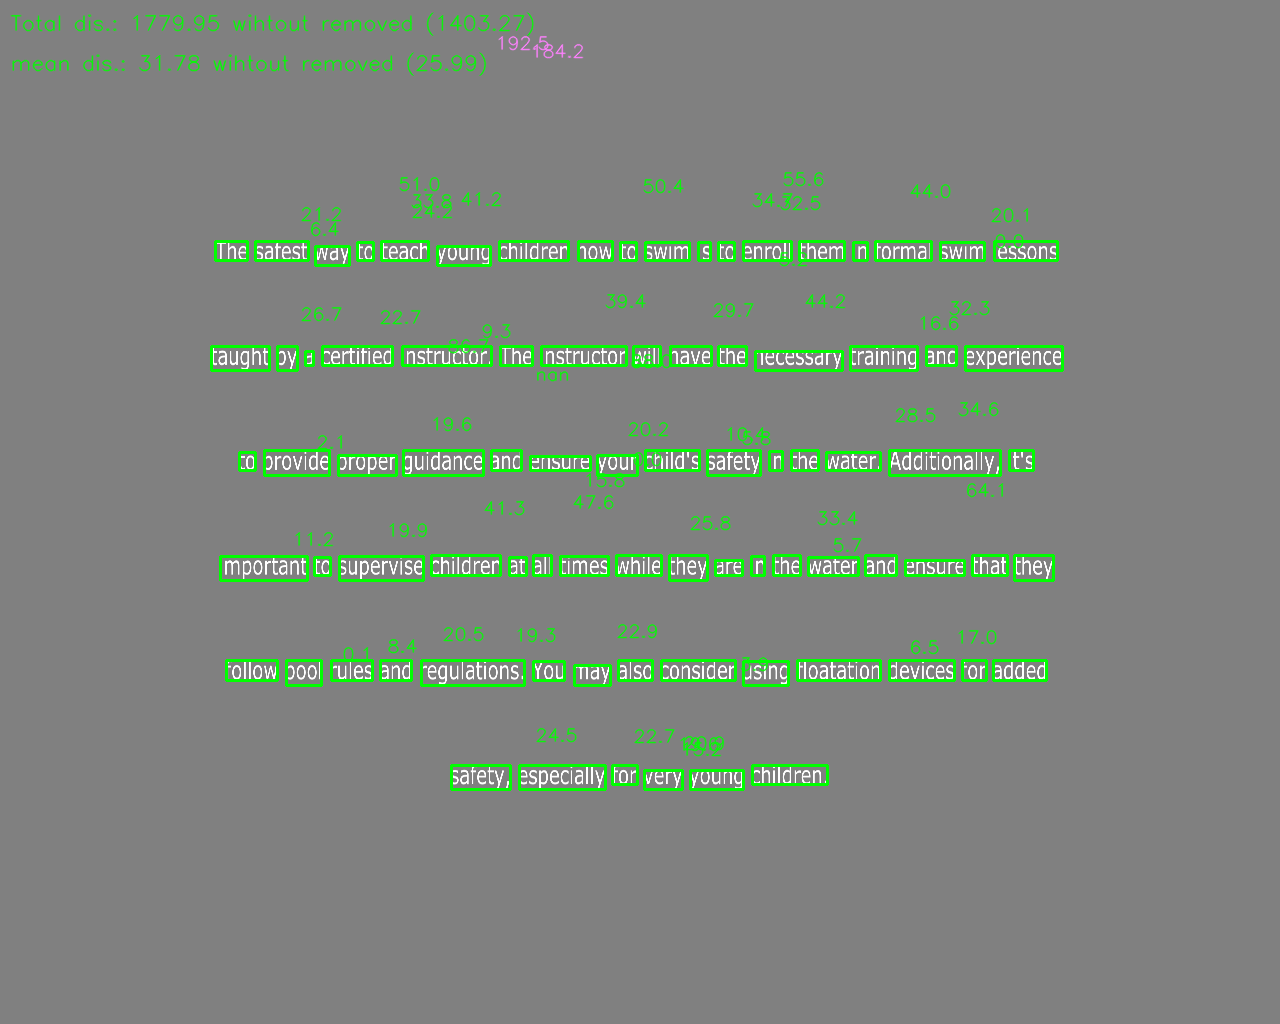 Total dis.: 1779.95 wihtout removed (1403.27)
192.5 184.2
mean dis.: 31.78 wihtout removed (25.99)
51.0 33.8 24.2 41.2 50.4 34.7 55.6 32.5 44.0
21.2 6.4 20.1
The safest way to teach young children how to swim is to enroll them in formal swim lessons
26.7 22.7 9.3 39.4 29.7 44.2 16.6 32.3
taught by a certified instructor. The instructor will have the necessary training and experience
86.7 nan
2.1 19.6 20.2 10.4 5.8 28.5 34.6
to provide proper guidance and ensure your child's safety in the water. Additionally, it's
15.8 64.1
11.2 19.9 41.3 47.6 25.8 33.4 5.7
important to supervise children at all times while they are in the water and ensure that they
0.1 8.4 20.5 19.3 22.9 6.5 17.0
follow pool rules and regulations. You may also consider using floatation devices for added
24.5 22.7
safety, especially for very young children.